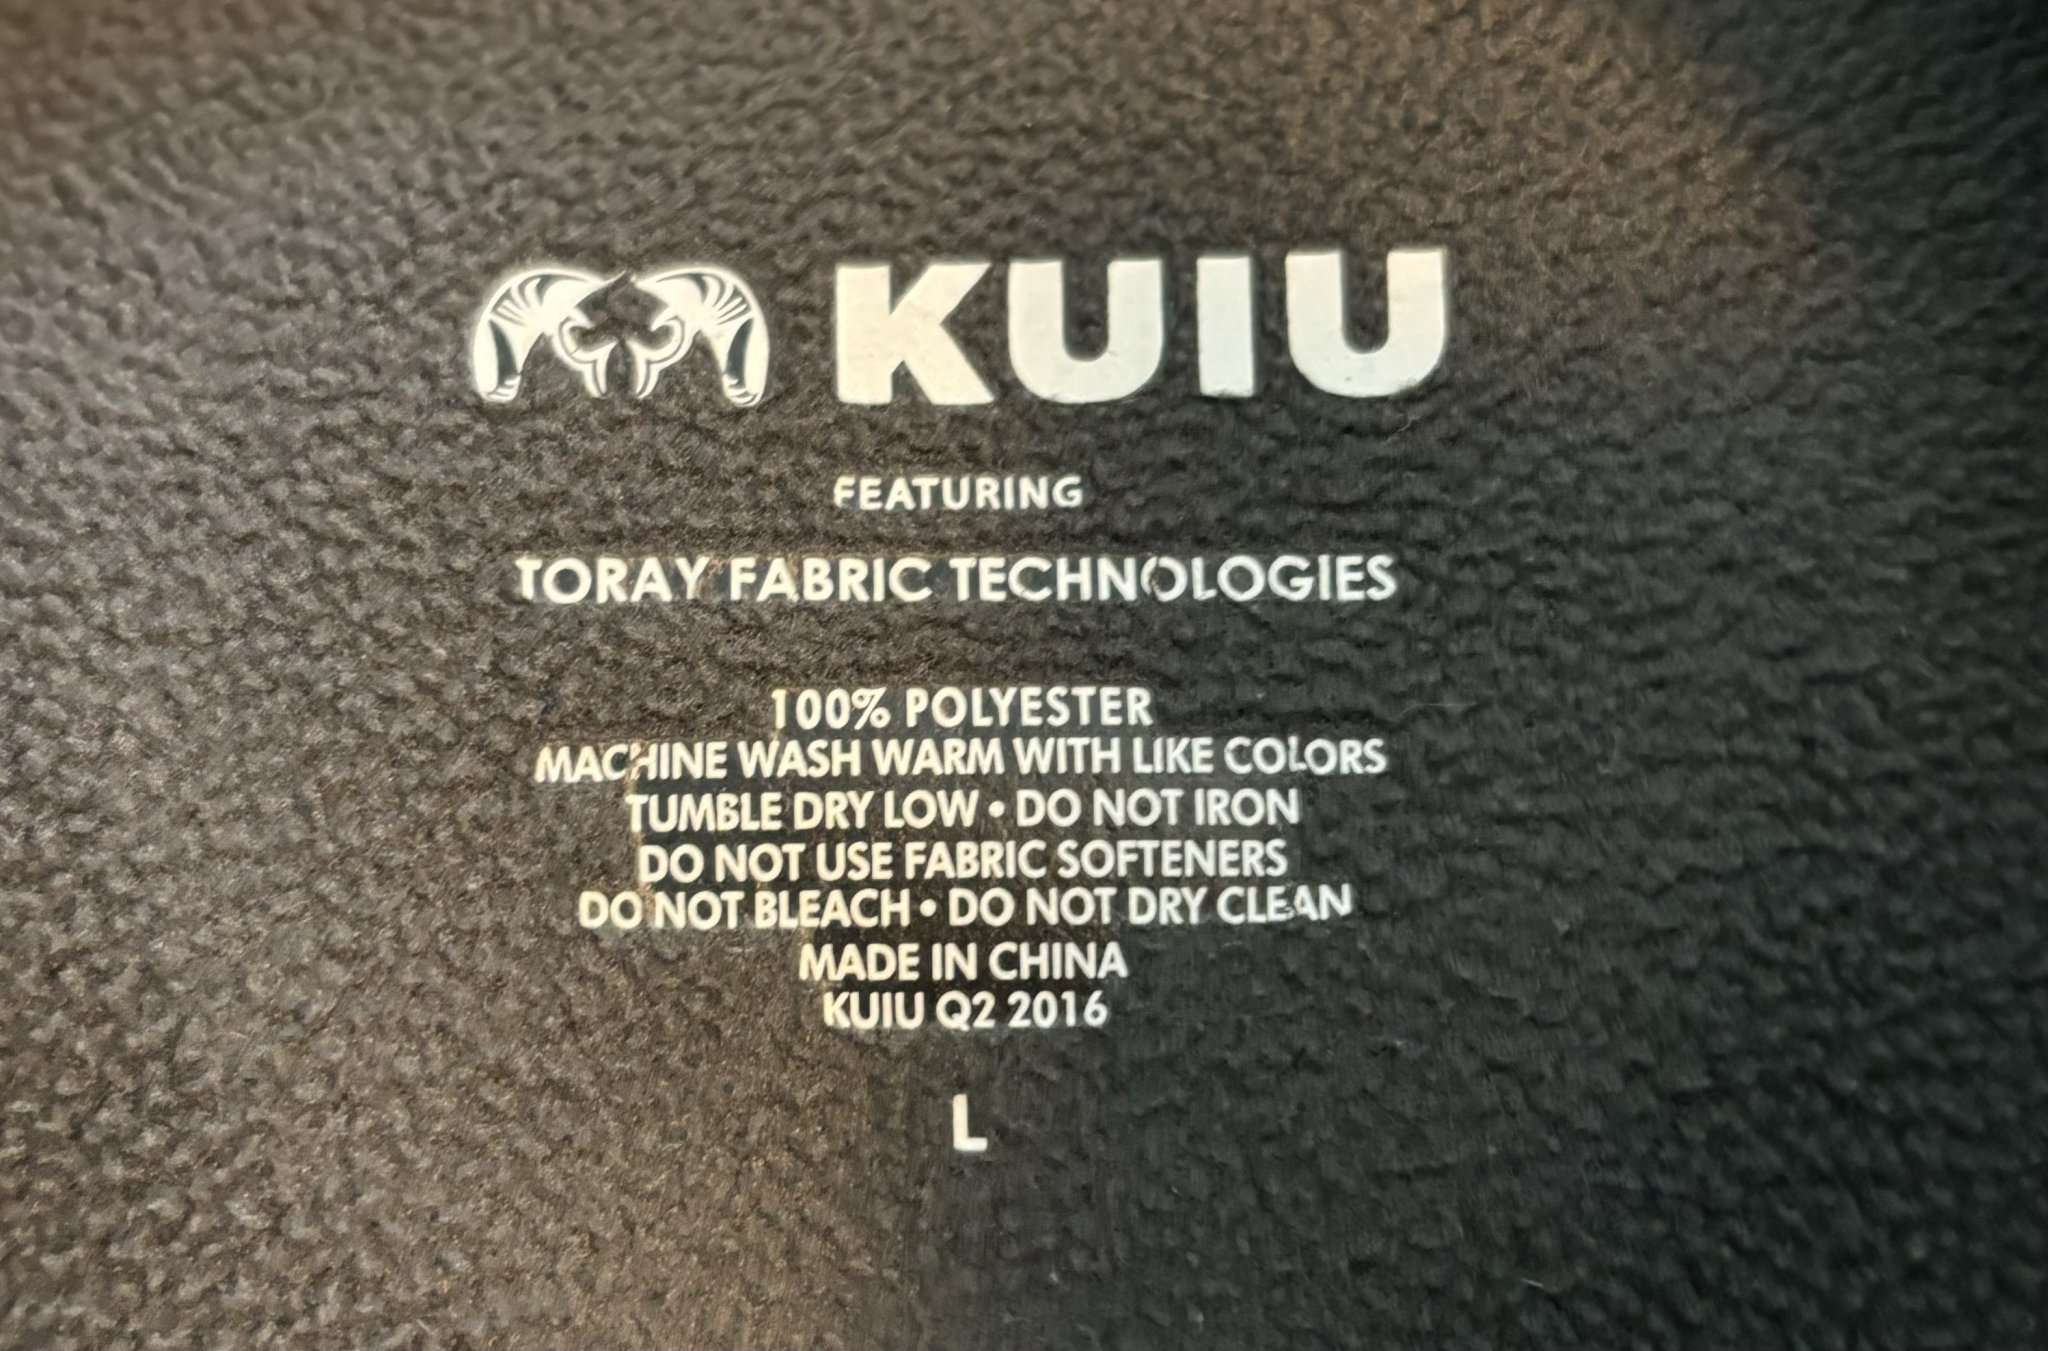 KUIU
FEATURING
TORAY FABRIC TECHNOLOGIES
100% POLYESTER
MACHINE WASH WARM WITH LIKE COLORS
TUMBLE DRY LOW • DO NOT IRON
DO NOT USE FABRIC SOFTENERS
DO NOT BLEACH • DO NOT DRY CLEAN
MADE IN CHINA
KUIU Q2 2016
L